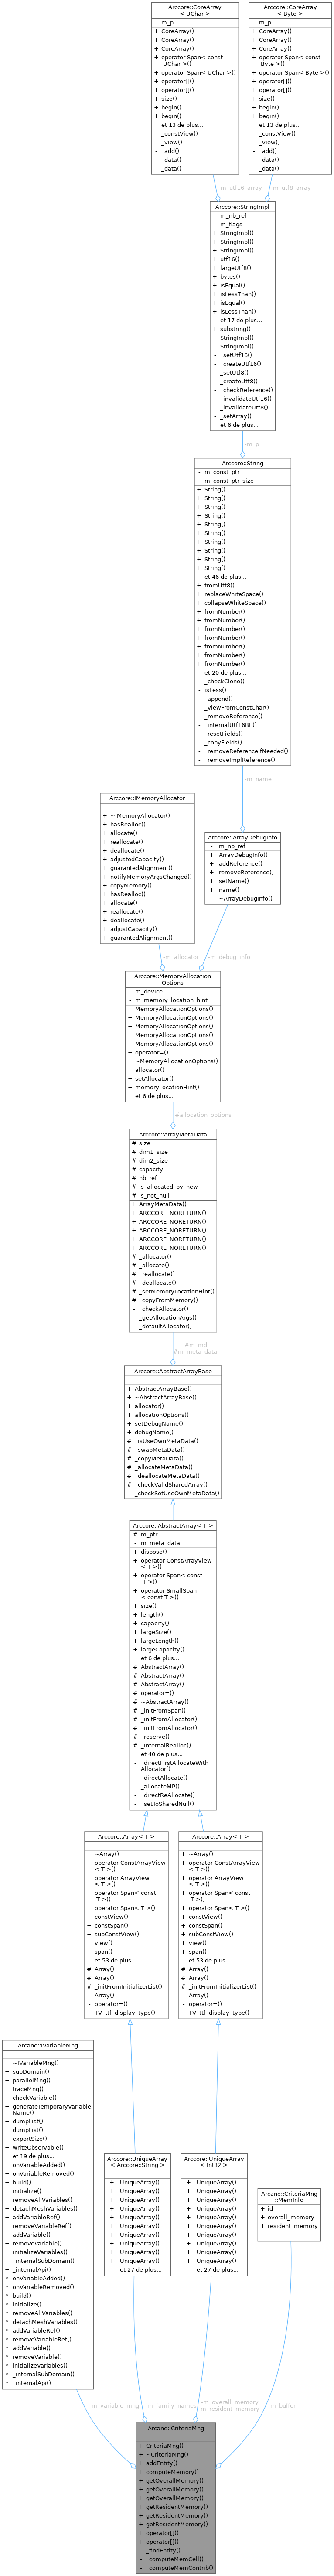 Arccore::CoreArray
< UChar >
- m_p
+ CoreArray()
+ CoreArray()
+ CoreArray()
+ operator Span< const
UChar >()
+ operator Span< UChar >()
+ operator[]()
+ operator[]()
+ size()
+ begin()
+ begin()
et 13 de plus...
- _constView()
- _view()
- _add()
- _data()
- _data()
Arccore::CoreArray
< Byte >
- m_p
+ CoreArray()
+ CoreArray()
+ CoreArray()
+ operator Span< const
Byte >()
+ operator Span< Byte >()
+ operator[]()
+ operator[]()
+ size()
+ begin()
+ begin()
et 13 de plus...
- _constView()
- _view()
- _add()
- _data()
- _data()
-m_utf16_array
-m_utf8_array
Arccore::StringImpl
- m_nb_ref
- m_flags
+ StringImpl()
+ StringImpl()
+ StringImpl()
+ utf16()
+ largeUtf8()
+ bytes()
+ isEqual()
+ isLessThan()
+ isEqual()
+ isLessThan()
et 17 de plus...
+ substring()
- StringImpl()
- StringImpl()
- _setUtf16()
- _createUtf16()
- _setUtf8()
- _createUtf8()
- _checkReference()
- _invalidateUtf16()
- _invalidateUtf8()
- _setArray()
et 6 de plus...
-m_p
Arccore::String
- m_const_ptr
- m_const_ptr_size
+ String()
+ String()
+ String()
+ String()
+ String()
+ String()
+ String()
+ String()
+ String()
+ String()
et 46 de plus...
+ fromUtf8()
+ replaceWhiteSpace()
+ collapseWhiteSpace()
+ fromNumber()
+ fromNumber()
+ fromNumber()
+ fromNumber()
+ fromNumber()
+ fromNumber()
+ fromNumber()
et 20 de plus...
- _checkClone()
- isLess()
- _append()
- _viewFromConstChar()
- _removeReference()
- _internalUtf16BE()
- _resetFields()
- _copyFields()
- _removeReferenceIfNeeded()
- _removeImplReference()
-m_name
Arccore::IMemoryAllocator
+ ~IMemoryAllocator()
+ hasRealloc()
+ allocate()
+ reallocate()
+ deallocate()
+ adjustedCapacity()
+ guarantedAlignment()
+ notifyMemoryArgsChanged()
+ copyMemory()
+ hasRealloc()
+ allocate()
+ reallocate()
+ deallocate()
+ adjustCapacity()
+ guarantedAlignment()
Arccore::ArrayDebugInfo
- m_nb_ref
+ ArrayDebugInfo()
+ addReference()
+ removeReference()
+ setName()
+ name()
- ~ArrayDebugInfo()
-m_allocator
-m_debug_info
Arccore::MemoryAllocation
Options
- m_device
- m_memory_location_hint
+ MemoryAllocationOptions()
+ MemoryAllocationOptions()
+ MemoryAllocationOptions()
+ MemoryAllocationOptions()
+ MemoryAllocationOptions()
+ operator=()
+ ~MemoryAllocationOptions()
+ allocator()
+ setAllocator()
+ memoryLocationHint()
et 6 de plus...
#allocation_options
Arccore::ArrayMetaData
# size
# dim1_size
# dim2_size
# capacity
# nb_ref
# is_allocated_by_new
# is_not_null
+ ArrayMetaData()
+ ARCCORE_NORETURN()
+ ARCCORE_NORETURN()
+ ARCCORE_NORETURN()
+ ARCCORE_NORETURN()
+ ARCCORE_NORETURN()
# _allocator()
# _allocate()
# _reallocate()
# _deallocate()
# _setMemoryLocationHint()
# _copyFromMemory()
- _checkAllocator()
- _getAllocationArgs()
- _defaultAllocator()
#m_md
#m_meta_data
Arccore::AbstractArrayBase
+ AbstractArrayBase()
+ ~AbstractArrayBase()
+ allocator()
+ allocationOptions()
+ setDebugName()
+ debugName()
# _isUseOwnMetaData()
# _swapMetaData()
# _copyMetaData()
# _allocateMetaData()
# _deallocateMetaData()
# _checkValidSharedArray()
- _checkSetUseOwnMetaData()
Arccore::AbstractArray< T >
# m_ptr
- m_meta_data
+ dispose()
+ operator ConstArrayView
< T >()
+ operator Span< const
T >()
+ operator SmallSpan
< const T >()
+ size()
+ length()
+ capacity()
+ largeSize()
+ largeLength()
+ largeCapacity()
et 6 de plus...
# AbstractArray()
# AbstractArray()
# AbstractArray()
# operator=()
# ~AbstractArray()
# _initFromSpan()
# _initFromAllocator()
# _initFromAllocator()
# _reserve()
# _internalRealloc()
et 40 de plus...
- _directFirstAllocateWith
Allocator()
- _directAllocate()
- _allocateMP()
- _directReAllocate()
- _setToSharedNull()
Arccore::Array< T >
+ ~Array()
+ operator ConstArrayView
< T >()
+ operator ArrayView
< T >()
+ operator Span< const
T >()
+ operator Span< T >()
+ constView()
+ constSpan()
+ subConstView()
+ view()
+ span()
et 53 de plus...
# Array()
# Array()
# _initFromInitializerList()
- Array()
- operator=()
- TV_ttf_display_type()
Arccore::Array< T >
+ ~Array()
+ operator ConstArrayView
< T >()
+ operator ArrayView
< T >()
+ operator Span< const
T >()
+ operator Span< T >()
+ constView()
+ constSpan()
+ subConstView()
+ view()
+ span()
et 53 de plus...
# Array()
# Array()
# _initFromInitializerList()
- Array()
- operator=()
- TV_ttf_display_type()
Arcane::IVariableMng
+ ~IVariableMng()
+ subDomain()
+ parallelMng()
+ traceMng()
+ checkVariable()
+ generateTemporaryVariable
Name()
+ dumpList()
+ dumpList()
+ exportSize()
+ writeObservable()
et 19 de plus...
* onVariableAdded()
* onVariableRemoved()
* build()
* initialize()
* removeAllVariables()
* detachMeshVariables()
* addVariableRef()
* removeVariableRef()
* addVariable()
* removeVariable()
* initializeVariables()
* _internalSubDomain()
* _internalApi()
* onVariableAdded()
* onVariableRemoved()
* build()
* initialize()
* removeAllVariables()
* detachMeshVariables()
* addVariableRef()
* removeVariableRef()
* addVariable()
* removeVariable()
* initializeVariables()
* _internalSubDomain()
* _internalApi()
Arccore::UniqueArray
< Arccore::String >
+ UniqueArray()
+ UniqueArray()
+ UniqueArray()
+ UniqueArray()
+ UniqueArray()
+ UniqueArray()
+ UniqueArray()
+ UniqueArray()
+ UniqueArray()
+ UniqueArray()
et 27 de plus...
Arccore::UniqueArray
< Int32 >
+ UniqueArray()
+ UniqueArray()
+ UniqueArray()
+ UniqueArray()
+ UniqueArray()
+ UniqueArray()
+ UniqueArray()
+ UniqueArray()
+ UniqueArray()
+ UniqueArray()
et 27 de plus...
Arcane::CriteriaMng
::MemInfo
+ id
+ overall_memory
+ resident_memory
-m_variable_mng
-m_family_names
-m_overall_memory
-m_resident_memory
-m_buffer
Arcane::CriteriaMng
+ CriteriaMng()
+ ~CriteriaMng()
+ addEntity()
+ computeMemory()
+ getOverallMemory()
+ getOverallMemory()
+ getOverallMemory()
+ getResidentMemory()
+ getResidentMemory()
+ getResidentMemory()
+ operator[]()
+ operator[]()
- _findEntity()
- _computeMemCell()
- _computeMemContrib()